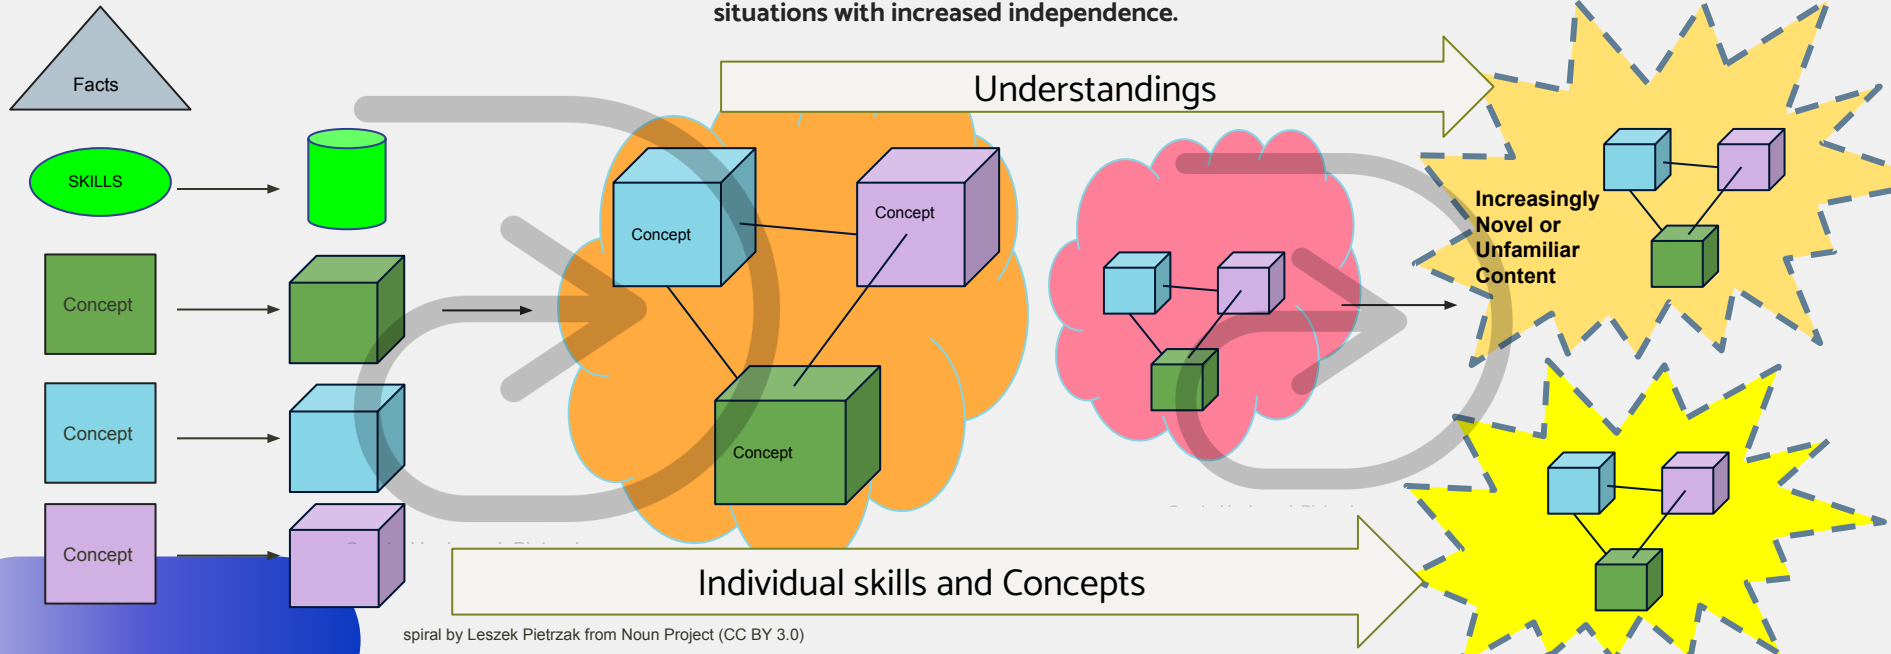 situations with increased independence.
Facts
Understandings
SKILLS
Concept
Concept
Increasingly
Novel or
Unfamiliar
Content
Concept
Concept
Concept
Concept
Individual skills and Concepts
spiral by Leszek Pietrzak from Noun Project (CC BY 3.0)